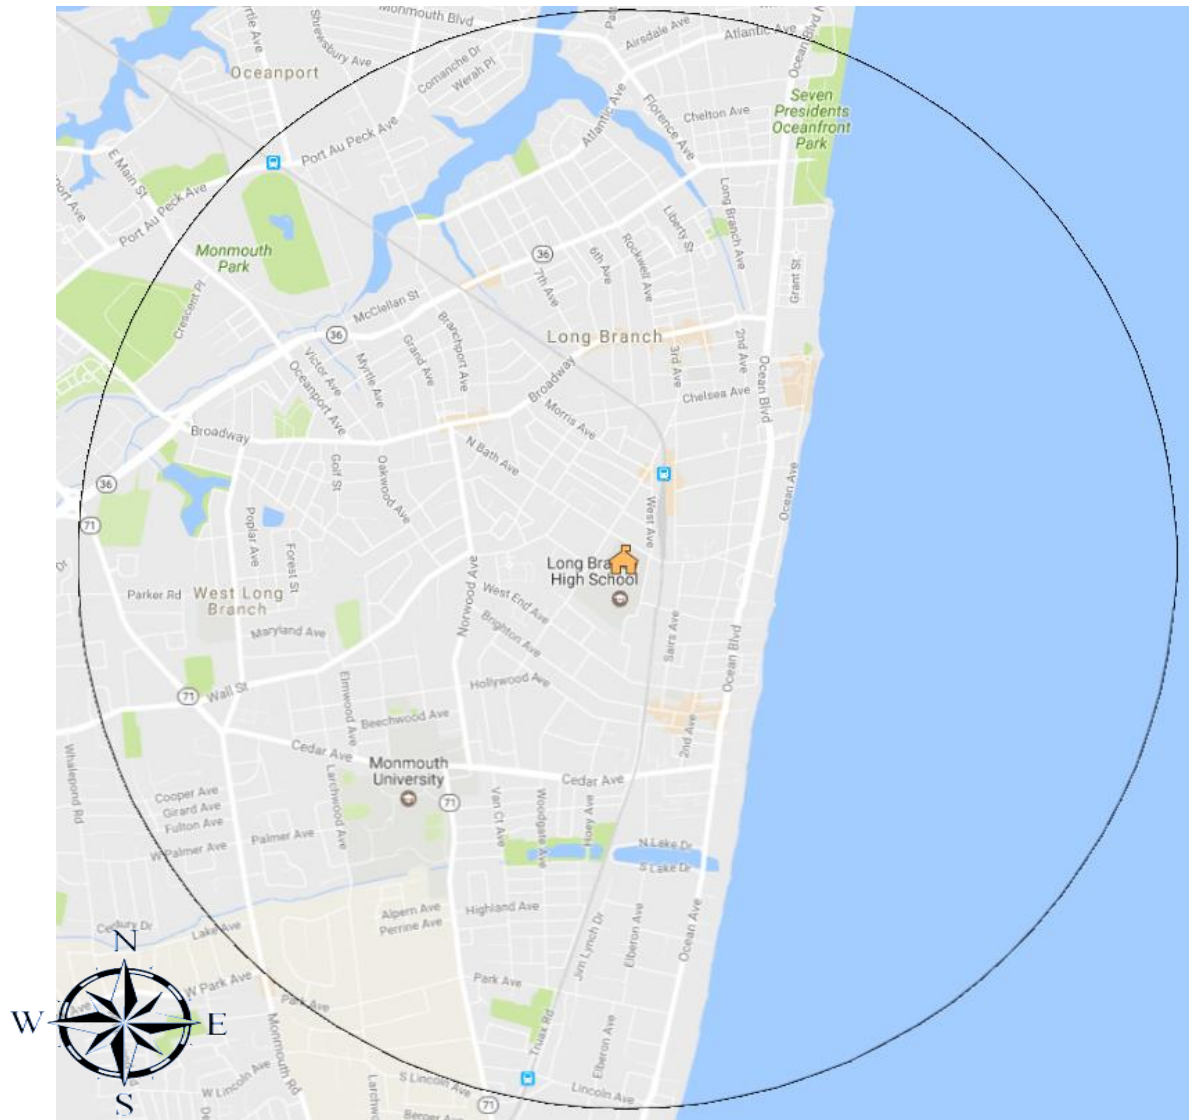 Monmouth Blvd
Shrewsbury Ave
Comanche Dr
Werah Pl
Airsdale Ave
Atlantic Ave
Ocean Blvd N
Oceanport
Atlantic Ave
Florence Ave
Chelton Ave
Seven
Presidents
Oceanfront
Park
Port Au Peck Ave
E Main St
Port Au Peck Ave
Long Branch Ave
Liberty St
Rockwell Ave
6th Ave
7th Ave
36
Monmouth
Park
Crescent Pl
McClellan St
Grant St
36
Branchport Ave
Grand Ave
Myrtle Ave
Victor Ave
Oceanport Ave
Long Branch
2nd Ave
3rd Ave
Ocean Blvd
Chelsea Ave
Broadway
Morris Ave
Broadway
N Bath Ave
Golf St
Oakwood Ave
36
71
Ocean Ave
West Ave
Poplar Ave
Forest St
Long Bra
High School
Norwood Ave
West End Ave
Brighton Ave
Parker Rd
West Long
Branch
Maryland Ave
Sairs Ave
Ocean Blvd
Hollywood Ave
71
Wall St
Elmwood Ave
Beechwood Ave
2nd Ave
Cedar Ave
Monmouth
University
Cedar Ave
71
Whalepond Rd
Larchwood Ave
Cooper Ave
Girard Ave
Fulton Ave
Palmer Ave
W Palmer Ave
Van Ct Ave
Woodgate Ave
Hoey Ave
N Lake Dr
S Lake Dr
Alpern Ave
Perrine Ave
Highland Ave
Ocean Ave
Elberon Ave
Jim Lynch Dr
Century Dr
Lake Ave
N
W
E
S
W Park Ave
Park Ave
Park Ave
Monmouth Rd
Truax Rd
Elberon Ave
W Lincoln Ave
S Lincoln Ave
Lincoln Ave
71